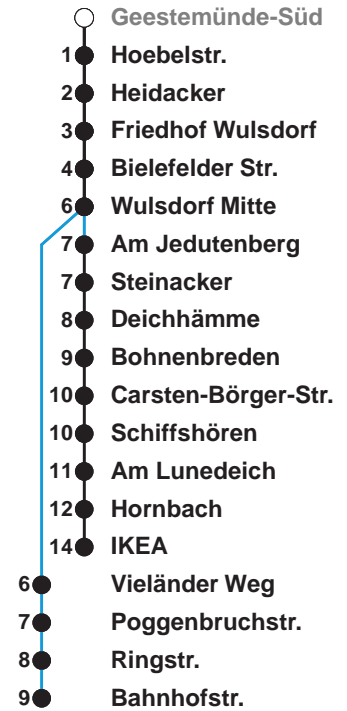 Geestemünde-Süd
1 Hoebelstr.
2 Heidacker
3 Friedhof Wulsdorf
4 Bielefelder Str.
6 Wulsdorf Mitte
7 Am Jedutenberg
7 Steinacker
8 Deichhämme
9 Bohnenbreden
10 Carsten-Börger-Str.
10 Schiffshören
11 Am Lunedeich
12 Hornbach
14 IKEA
6 Vieländer Weg
7 Poggenbruchstr.
8 Ringstr.
9 Bahnhofstr.